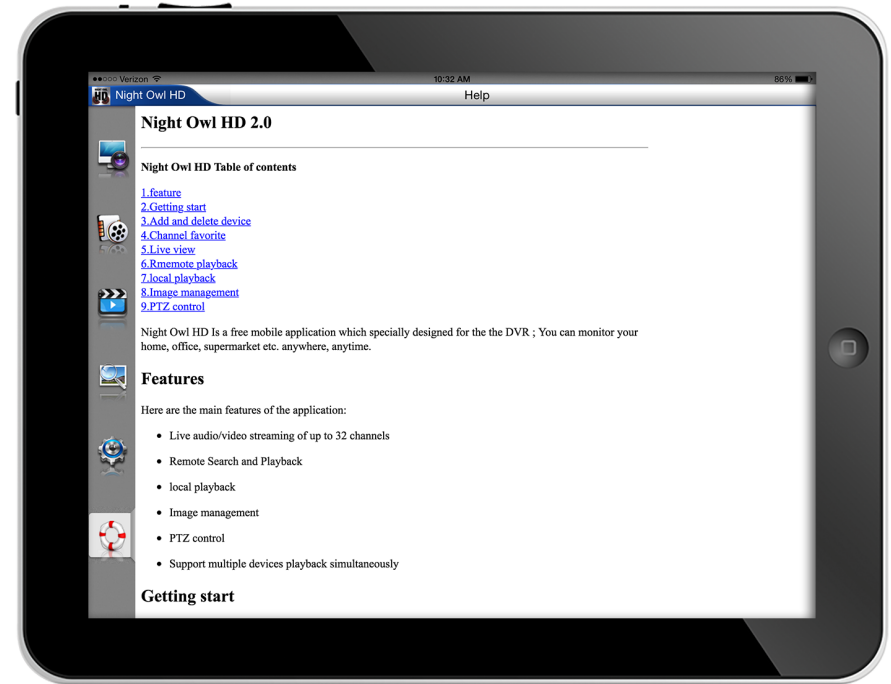 ●●○○○ Verizon
10:32 AM
86%
HD Night Owl HD
Help
Night Owl HD 2.0
Night Owl HD Table of contents
1.feature
2.Getting start
3.Add and delete device
4.Channel favorite
5.Live view
6.Rmemote playback
7.local playback
8.Image management
9.PTZ control
Night Owl HD Is a free mobile application which specially designed for the the DVR ; You can monitor your
home, office, supermarket etc. anywhere, anytime.
Features
Here are the main features of the application:
• Live audio/video streaming of up to 32 channels
• Remote Search and Playback
• local playback
• Image management
• PTZ control
• Support multiple devices playback simultaneously
Getting start